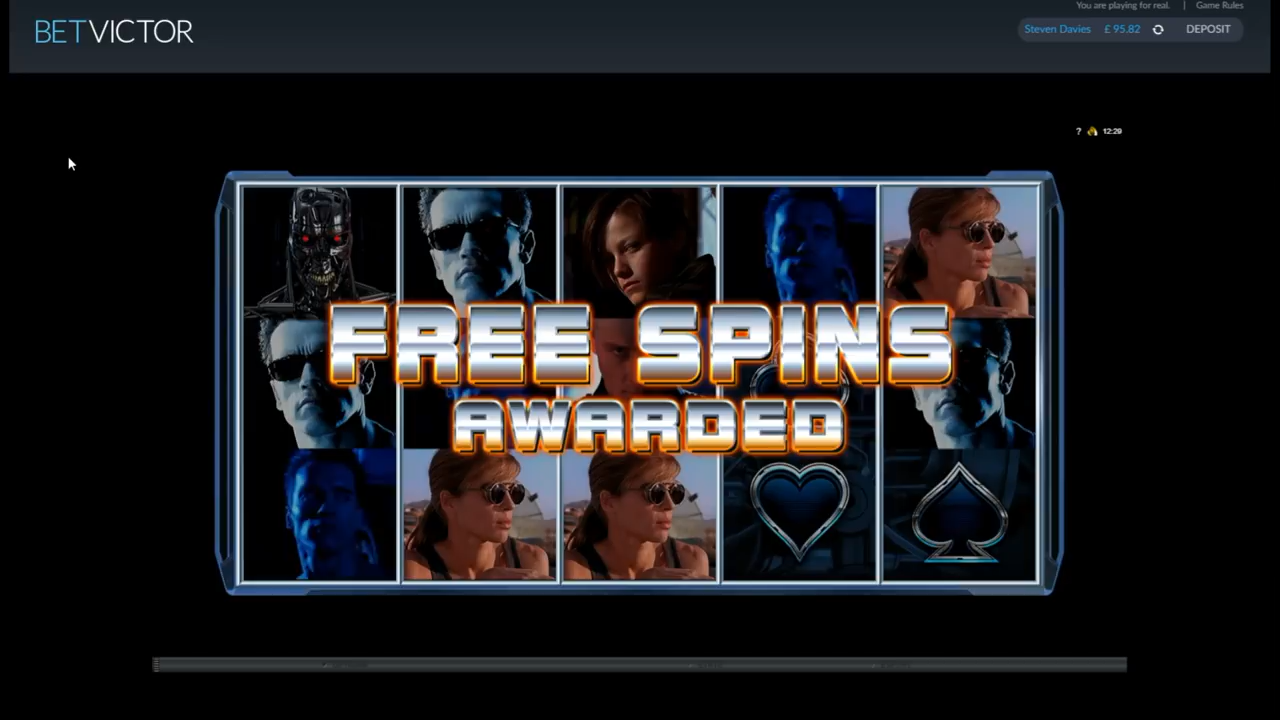 You are playing for real. | Game Rules
BETVICTOR
Steven Davies £ 95.82 DEPOSIT
? 12:29
FREE SPINS
AWARDED